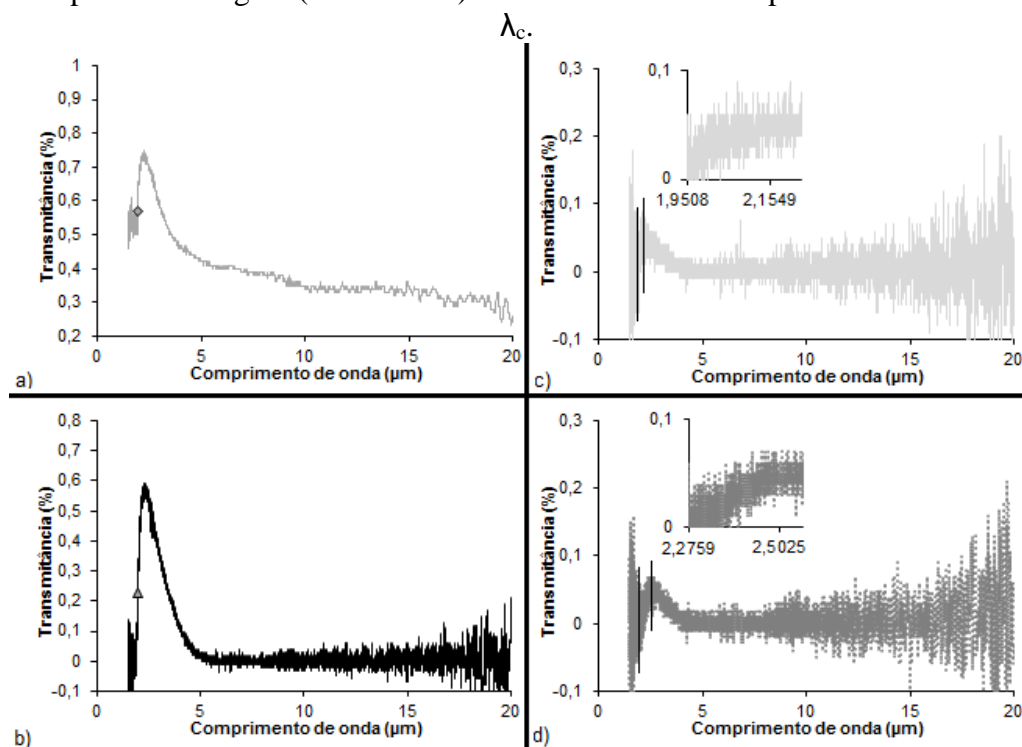 λc.
1
0,9
0,8
0,7
0,6
0,5
0,4
0,3
0,2
Transmitância (%)
0 5 10 15 20
Comprimento de onda (µm)
a)
0,3
0,2
0,1
0
-0,1
Transmitância (%)
0,1
0
1,9508 2,1549
0 5 10 15 20
Comprimento de onda (µm)
c)
0,8
0,7
0,6
0,5
0,4
0,3
0,2
0,1
0
-0,1
Transmitância (%)
0 5 10 15 20
Comprimento de onda (µm)
b)
0,3
0,2
0,1
0
-0,1
Transmitância (%)
0,1
0
2,2759 2,5025
0 5 10 15 20
Comprimento de onda (µm)
d)